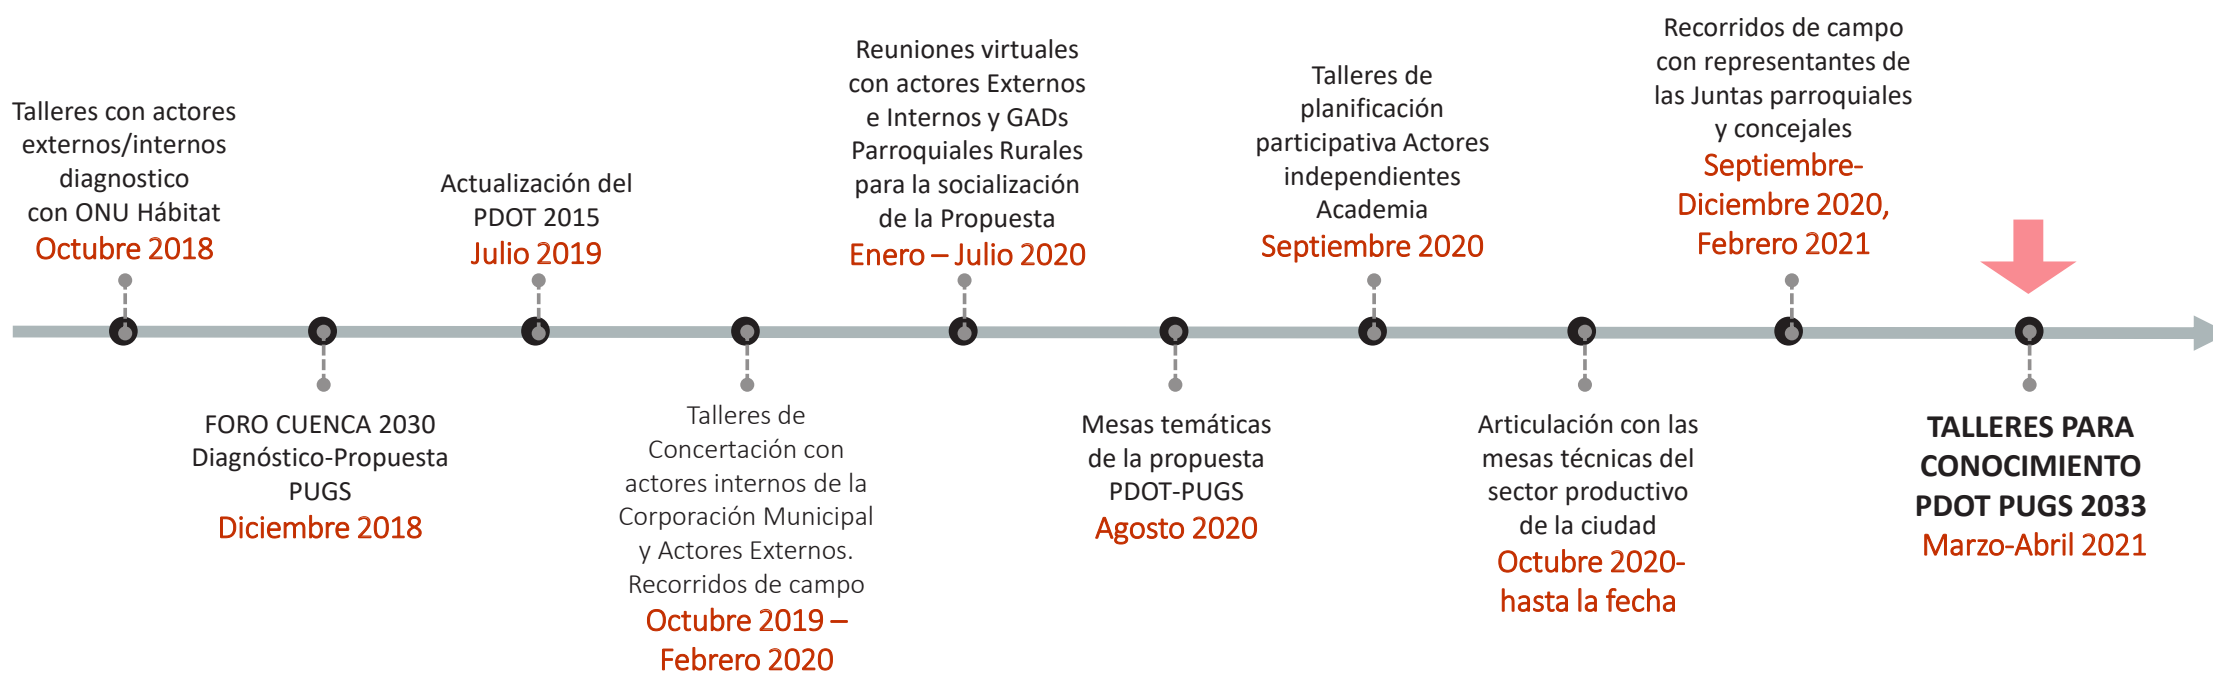 Talleres con actores
externos/internos
diagnostico
con ONU Hábitat
Octubre 2018
FORO CUENCA 2030
Diagnóstico-Propuesta
PUGS
Diciembre 2018
Actualización del
PDOT 2015
Julio 2019
Talleres de
Concertación con
actores internos de la
Corporación Municipal
y Actores Externos.
Recorridos de campo
Octubre 2019 –
Febrero 2020
Reuniones virtuales
con actores Externos
e Internos y GADs
Parroquiales Rurales
para la socialización
de la Propuesta
Enero – Julio 2020
Mesas temáticas
de la propuesta
PDOT-PUGS
Agosto 2020
Talleres de
planificación
participativa Actores
independientes
Academia
Septiembre 2020
Articulación con las
mesas técnicas del
sector productivo
de la ciudad
Octubre 2020-
hasta la fecha
Recorridos de campo
con representantes de
las Juntas parroquiales
y concejales
Septiembre-
Diciembre 2020,
Febrero 2021
TALLERES PARA
CONOCIMIENTO
PDOT PUGS 2033
Marzo-Abril 2021